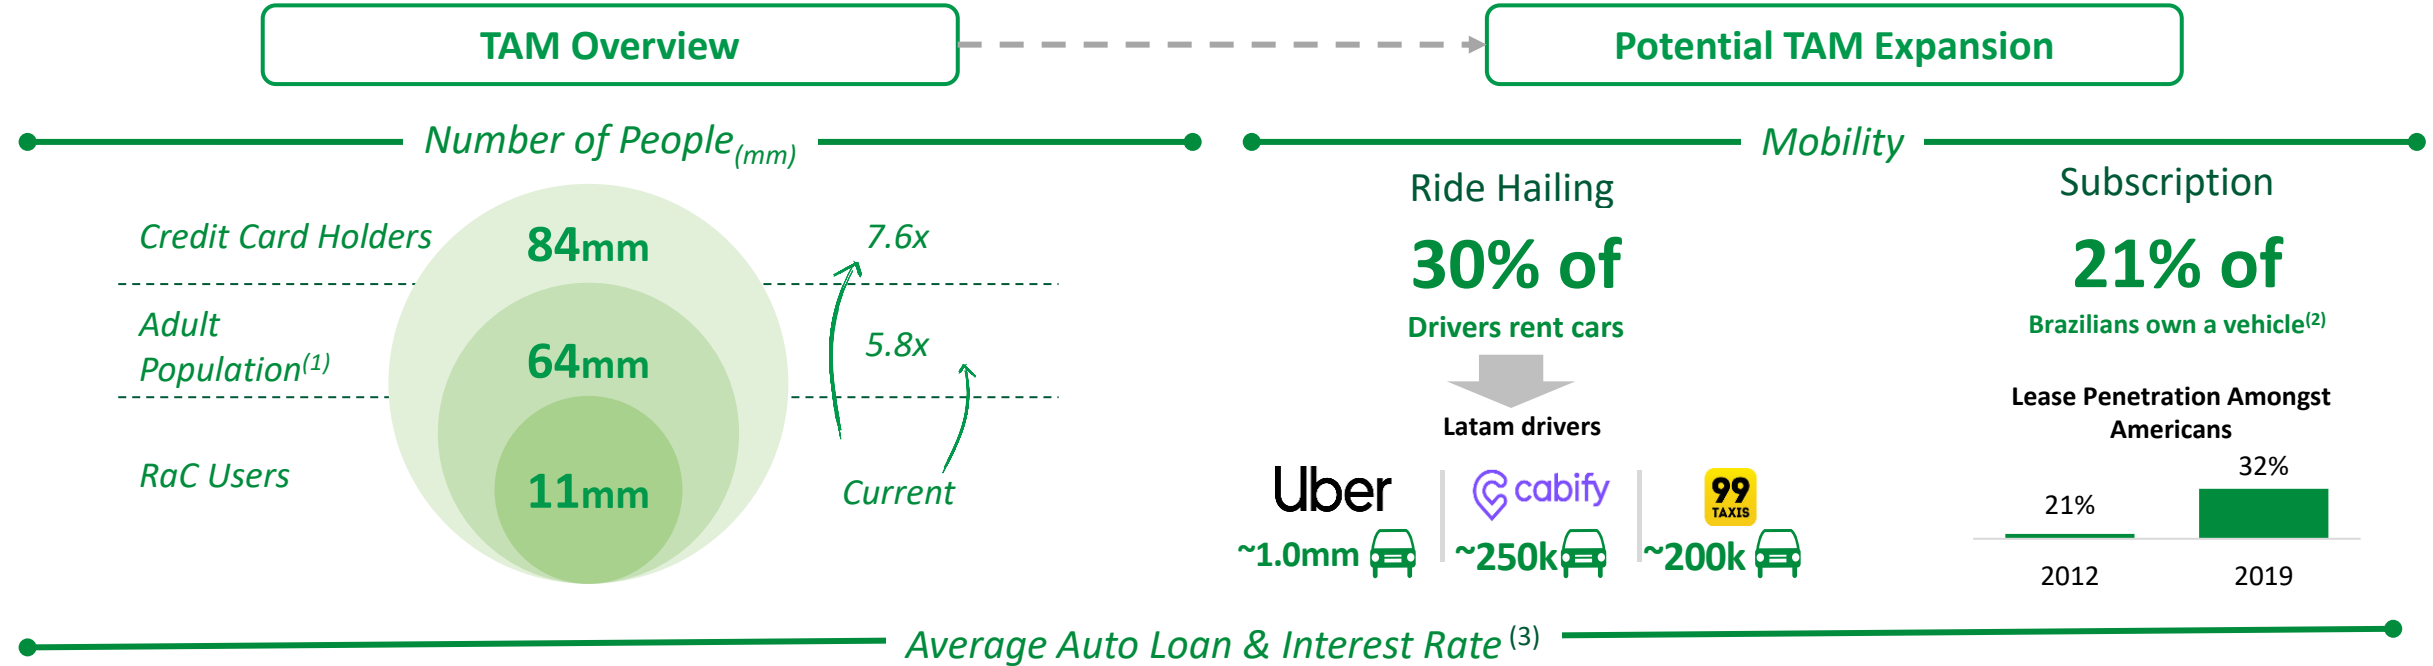 TAM Overview
Potential TAM Expansion
Number of People(mm)
Credit Card Holders
84mm
7.6x
Adult
Population(1)
64mm
5.8x
RaC Users
11mm
Current
Mobility
Ride Hailing
30% of
Drivers rent cars
Latam drivers
Uber
cabify
99
TAXIS
~1.0mm
~250k
~200k
Subscription
21% of
Brazilians own a vehicle(2)
Lease Penetration Amongst
Americans
21%
32%
2012
2019
Average Auto Loan & Interest Rate (3)